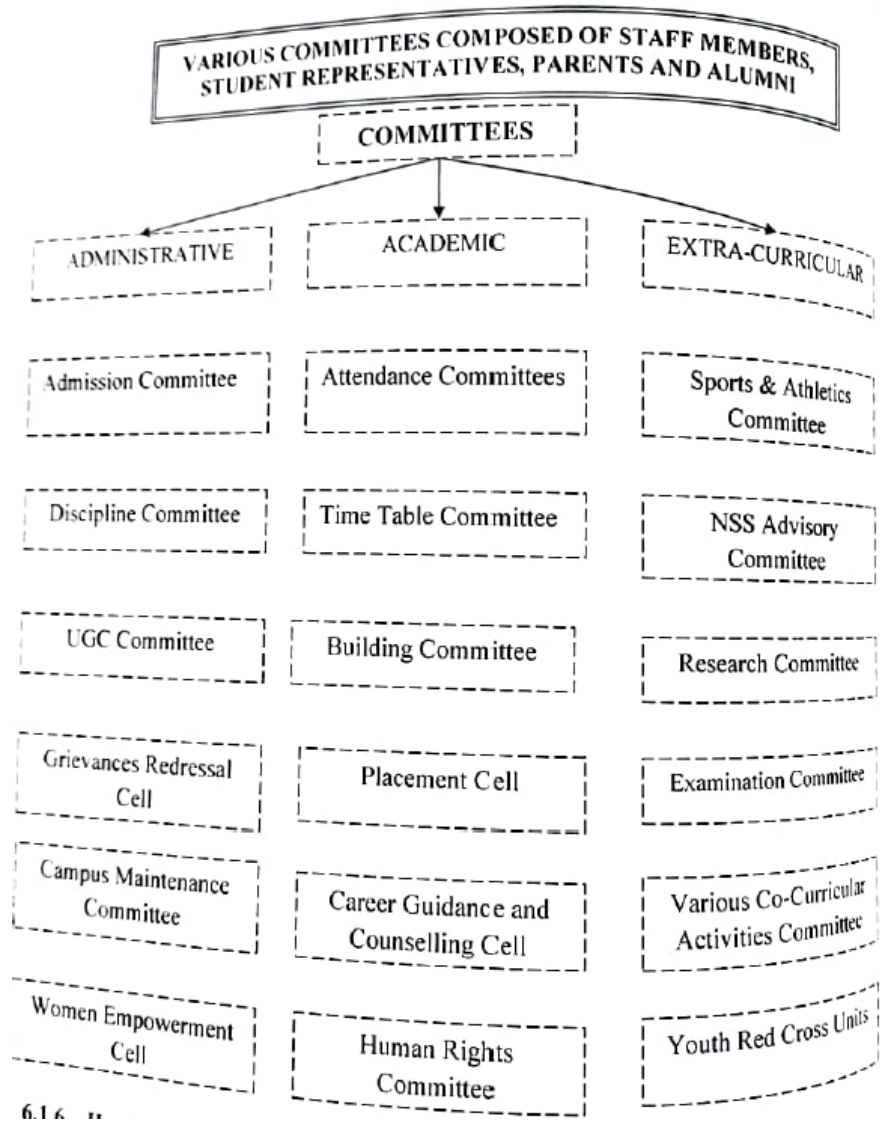 VARIOUS COMMITTEES COMPOSED OF STAFF MEMBERS,
STUDENT REPRESENTATIVES, PARENTS AND ALUMNI
COMMITTEES
ADMINISTRATIVE
ACADEMIC
EXTRA-CURRICULAR
Admission Committee
Attendance Committees
Sports & Athletics
Committee
Discipline Committee
Time Table Committee
NSS Advisory
Committee
UGC Committee
Building Committee
Research Committee
Grievances Redressal
Cell
Placement Cell
Examination Committee
Campus Maintenance
Committee
Career Guidance and
Counselling Cell
Various Co-Curricular
Activities Committee
Women Empowerment
Cell
Human Rights
Committee
Youth Red Cross Units
6.1.6